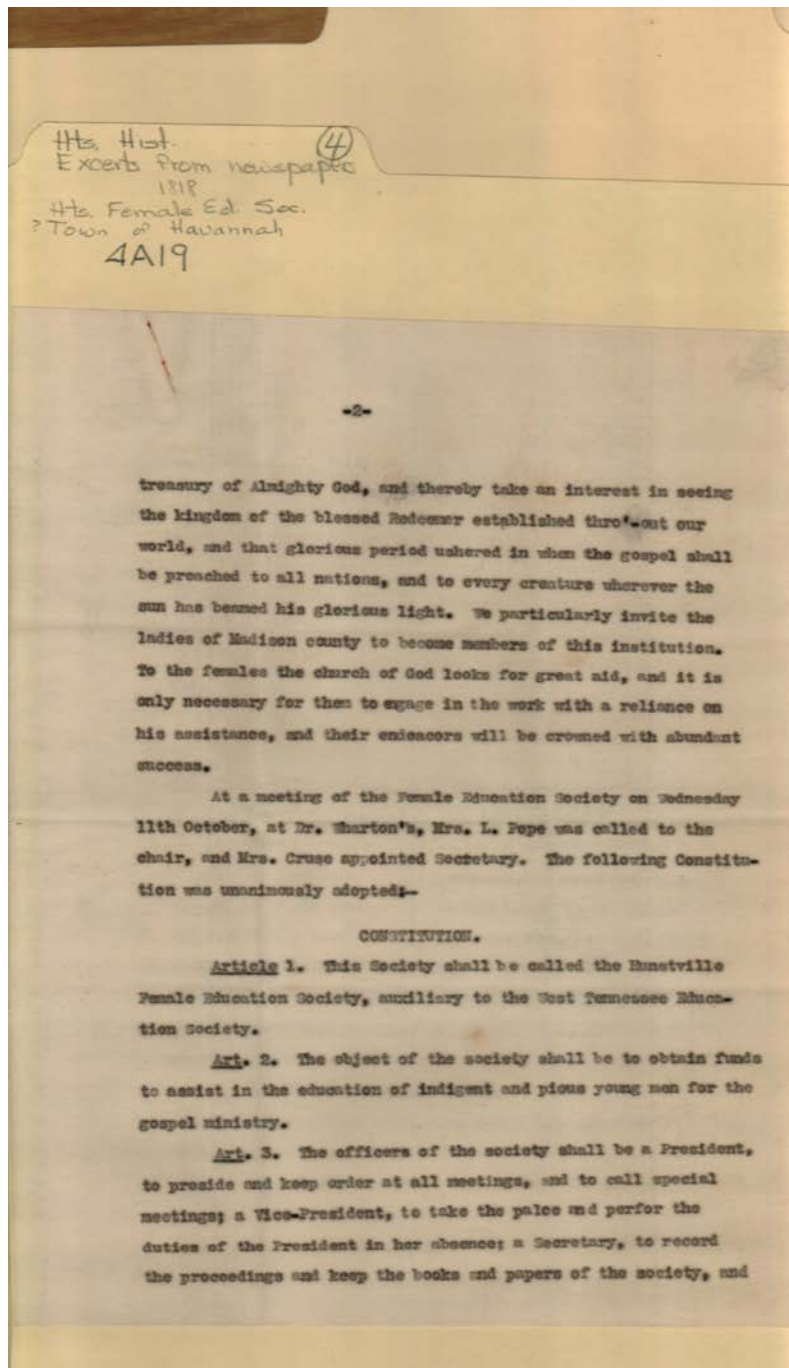 Hts. Hist. ④
Excerts from newspaper
1818
Hts. Female Ed. Soc.
? Town of Havannah
4A19
-2-
treasury of Almighty God, and thereby take an interest in seeing
the kingdom of the blessed Redeemer established thro'-out our
world, and that glorious period ushered in when the gospel shall
be preached to all nations, and to every creature wherever the
sun has beamed his glorious light. We particularly invite the
ladies of Madison county to become members of this institution.
To the females the church of God looks for great aid, and it is
only necessary for them to egage in the work with a reliance on
his assistance, and their endeacors will be crowned with abundant
success.
At a meeting of the Female Education Society on Wednesday
11th October, at Dr. Wharton's, Mrs. L. Pope was called to the
chair, and Mrs. Cruse appointed Secretary. The following Constitu-
tion was unanimously adopted:-
CONSTITUTION.
Article 1. This Society shall be called the Hunstville
Female Education Society, auxiliary to the West Tennessee Educa-
tion Society.
Art. 2. The object of the society shall be to obtain funds
to assist in the education of indigent and pious young men for the
gospel ministry.
Art. 3. The officers of the society shall be a President,
to preside and keep order at all meetings, and to call special
meetings; a Vice-President, to take the palce and perfor the
duties of the President in her absence; a Secretary, to record
the proceedings and keep the books and papers of the society, and